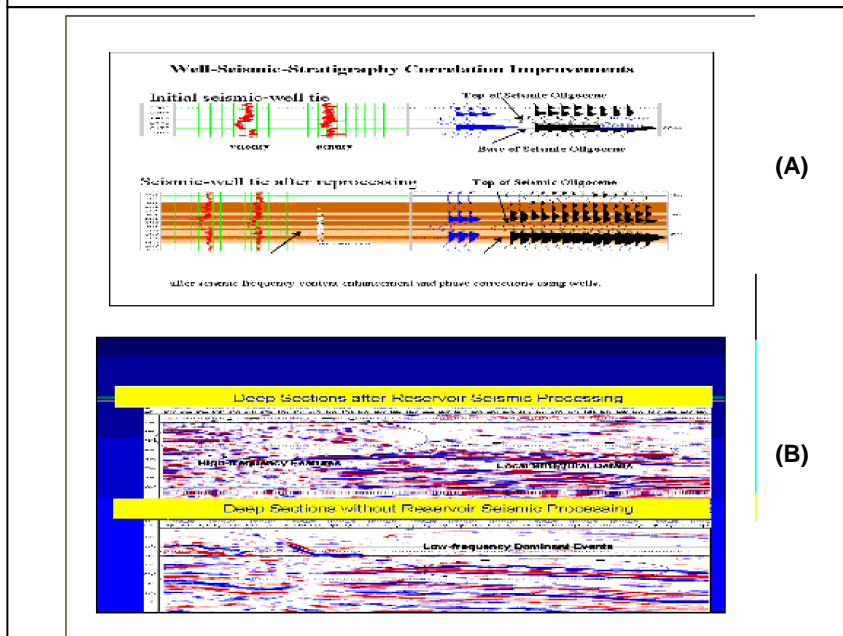 Well-Seismic-Stratigraphy Correlation Improvements
Initial seismic-well tie
Top of Seismic Oligocene
velocity
density
Base of Seismic Oligocene
(A)
Seismic-well tie after reprocessing
Top of Seismic Oligocene
after seismic frequency content enhancement and phase corrections using wells.
Deep Sections after Reservoir Seismic Processing
High-frequency Features
Local Structural Details
(B)
Deep Sections without Reservoir Seismic Processing
Low-frequency Dominant Events